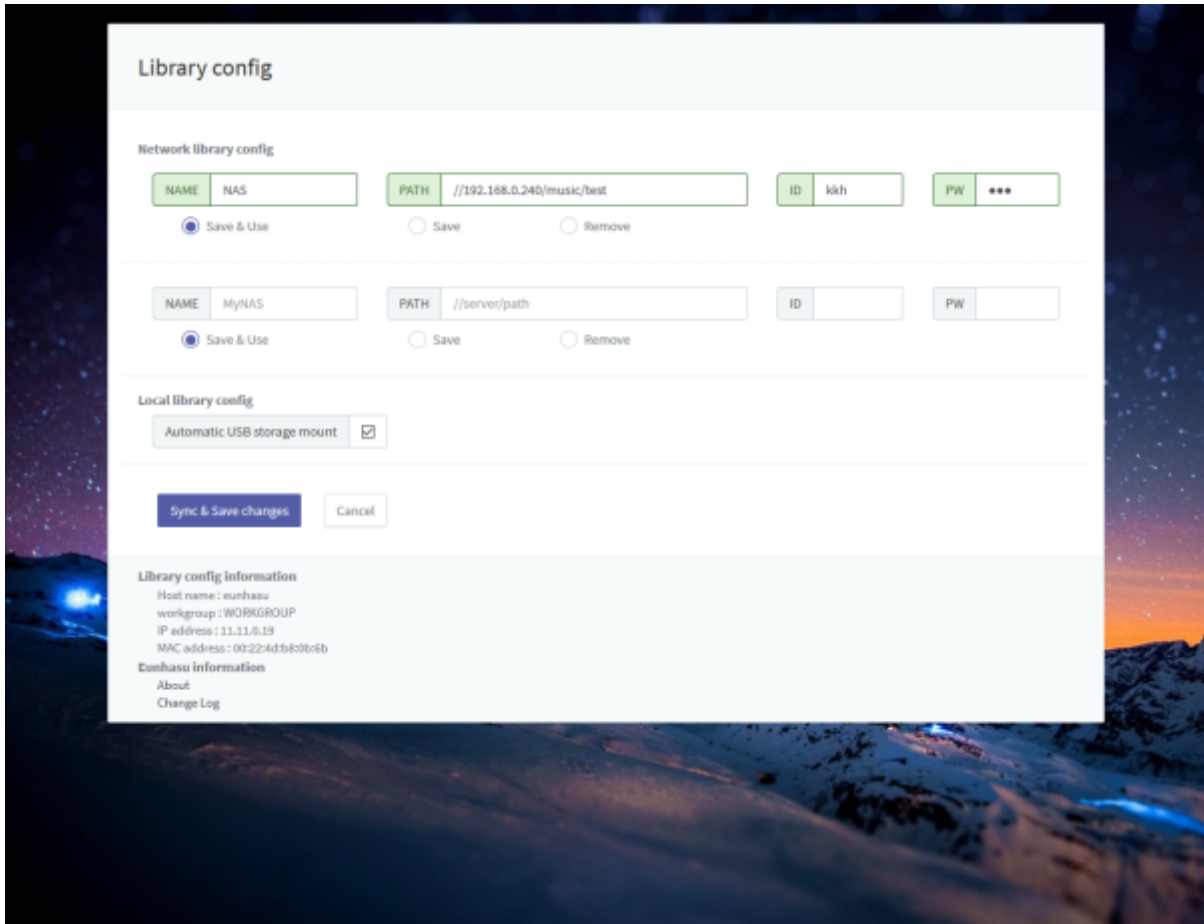 Library config
Network library config
NAME NAS PATH //192.168.0.240/music/test ID kkh PW •••
Save & Use Save Remove
NAME MyNAS PATH //server/path ID PW
Save & Use Save Remove
Local library config
Automatic USB storage mount
Sync & Save changes Cancel
Library config information
Host name : eunhasu
workgroup : WORKGROUP
IP address : 11.11.0.19
MAC address : 00:22:4d:b8:0b:6b
Eunhasu information
About
Change Log